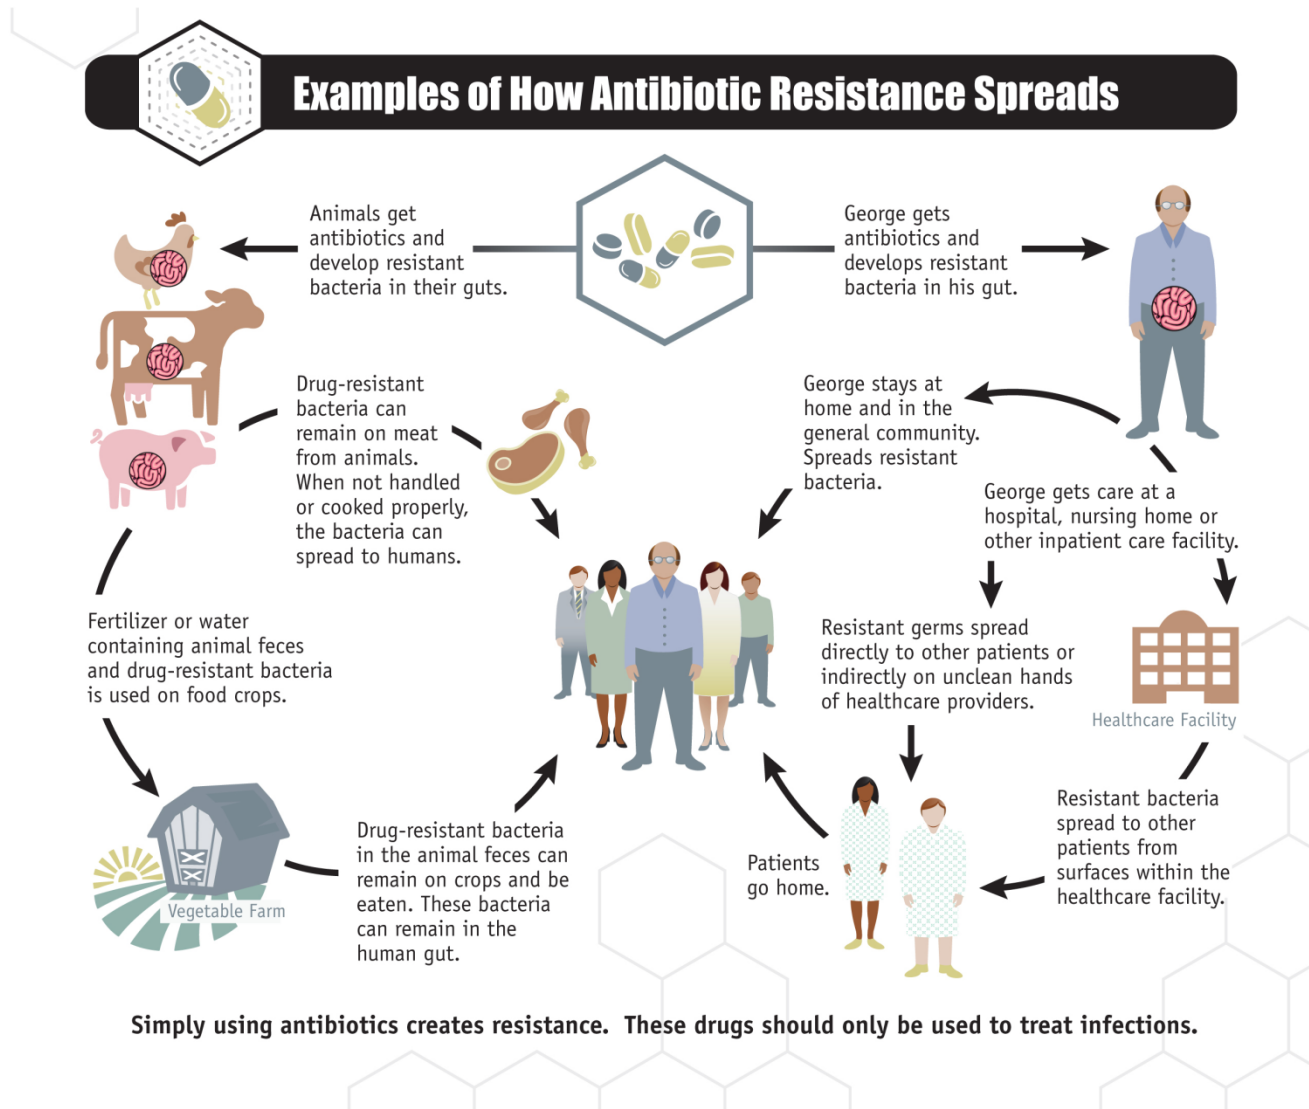 Examples of How Antibiotic Resistance Spreads
Animals get
antibiotics and
develop resistant
bacteria in their guts.
George gets
antibiotics and
develops resistant
bacteria in his gut.
Drug-resistant
bacteria can
remain on meat
from animals.
When not handled
or cooked properly,
the bacteria can
spread to humans.
George stays at
home and in the
general community.
Spreads resistant
bacteria.
George gets care at a
hospital, nursing home or
other inpatient care facility.
Fertilizer or water
containing animal feces
and drug-resistant bacteria
is used on food crops.
Resistant germs spread
directly to other patients or
indirectly on unclean hands
of healthcare providers.
Healthcare Facility
Vegetable Farm
Drug-resistant bacteria
in the animal feces can
remain on crops and be
eaten. These bacteria
can remain in the
human gut.
Patients
go home.
Resistant bacteria
spread to other
patients from
surfaces within the
healthcare facility.
Simply using antibiotics creates resistance. These drugs should only be used to treat infections.